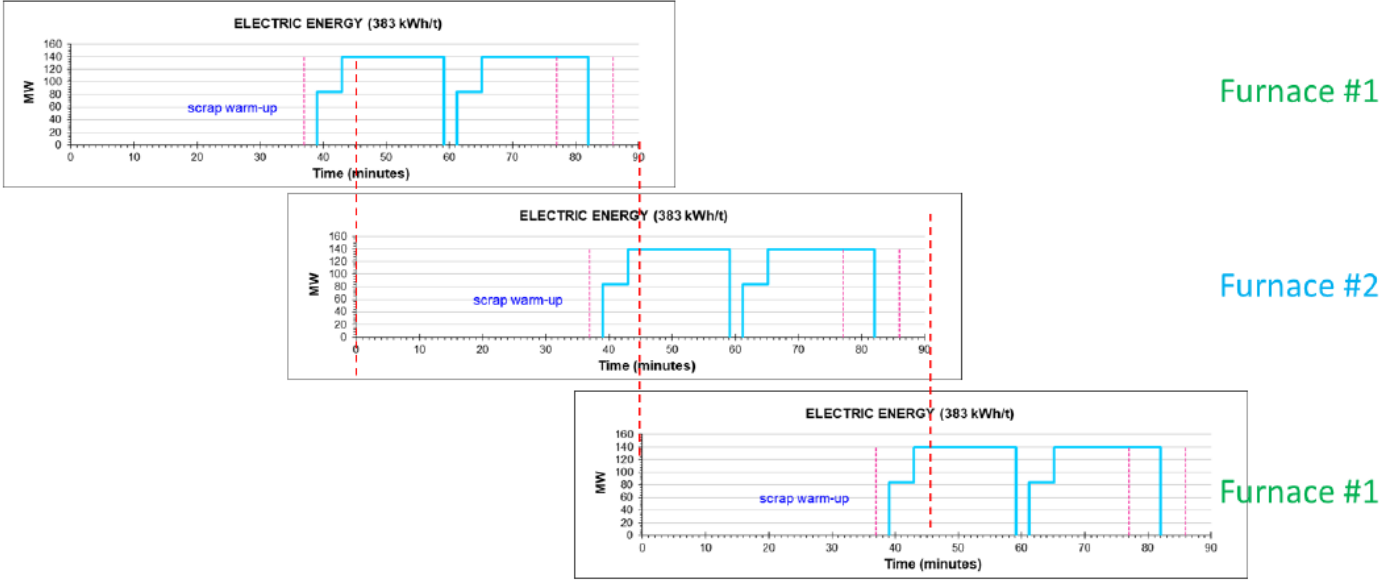 ELECTRIC ENERGY (383 kWh/t)
160
140
120
100
80
60
40
20
0
MW
scrap warm-up
0 10 20 30 40 50 60 70 80 90
Time (minutes)
Furnace #1
ELECTRIC ENERGY (383 kWh/t)
160
140
120
100
80
60
40
20
0
MW
scrap warm-up
0 10 20 30 40 50 60 70 80 90
Time (minutes)
Furnace #2
ELECTRIC ENERGY (383 kWh/t)
160
140
120
100
80
60
40
20
0
MW
scrap warm-up
0 10 20 30 40 50 60 70 80 90
Time (minutes)
Furnace #1